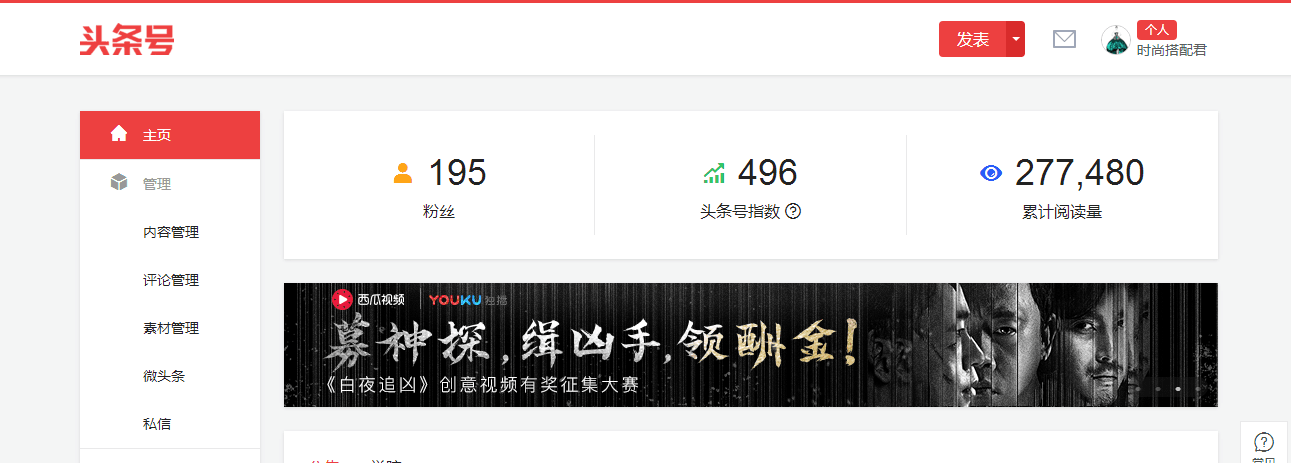 头条号
发表
个人
时尚搭配君
主页
管理
内容管理
评论管理
素材管理
微头条
私信
195
粉丝
496
头条号指数
277,480
累计阅读量
西瓜视频 YOUKU 独播
募神探,缉凶手,领酬金!
《白夜追凶》创意视频有奖征集大赛